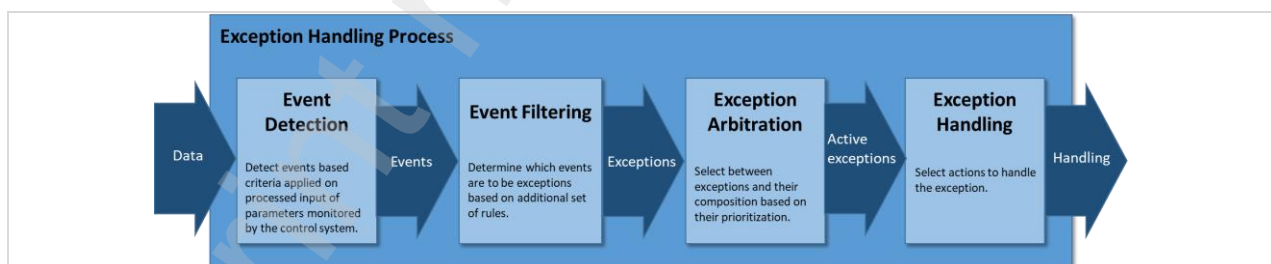 Exception Handling Process
Data
Event
Detection
Detect events based
criteria applied on
processed input of
parameters monitored
by the control system.
Events
Event Filtering
Determine which events
are to be exceptions
based on additional set
of rules.
Exceptions
Exception
Arbitration
Select between
exceptions and their
composition based on
their prioritization.
Active
exceptions
Exception
Handling
Select actions to handle
the exception.
Handling